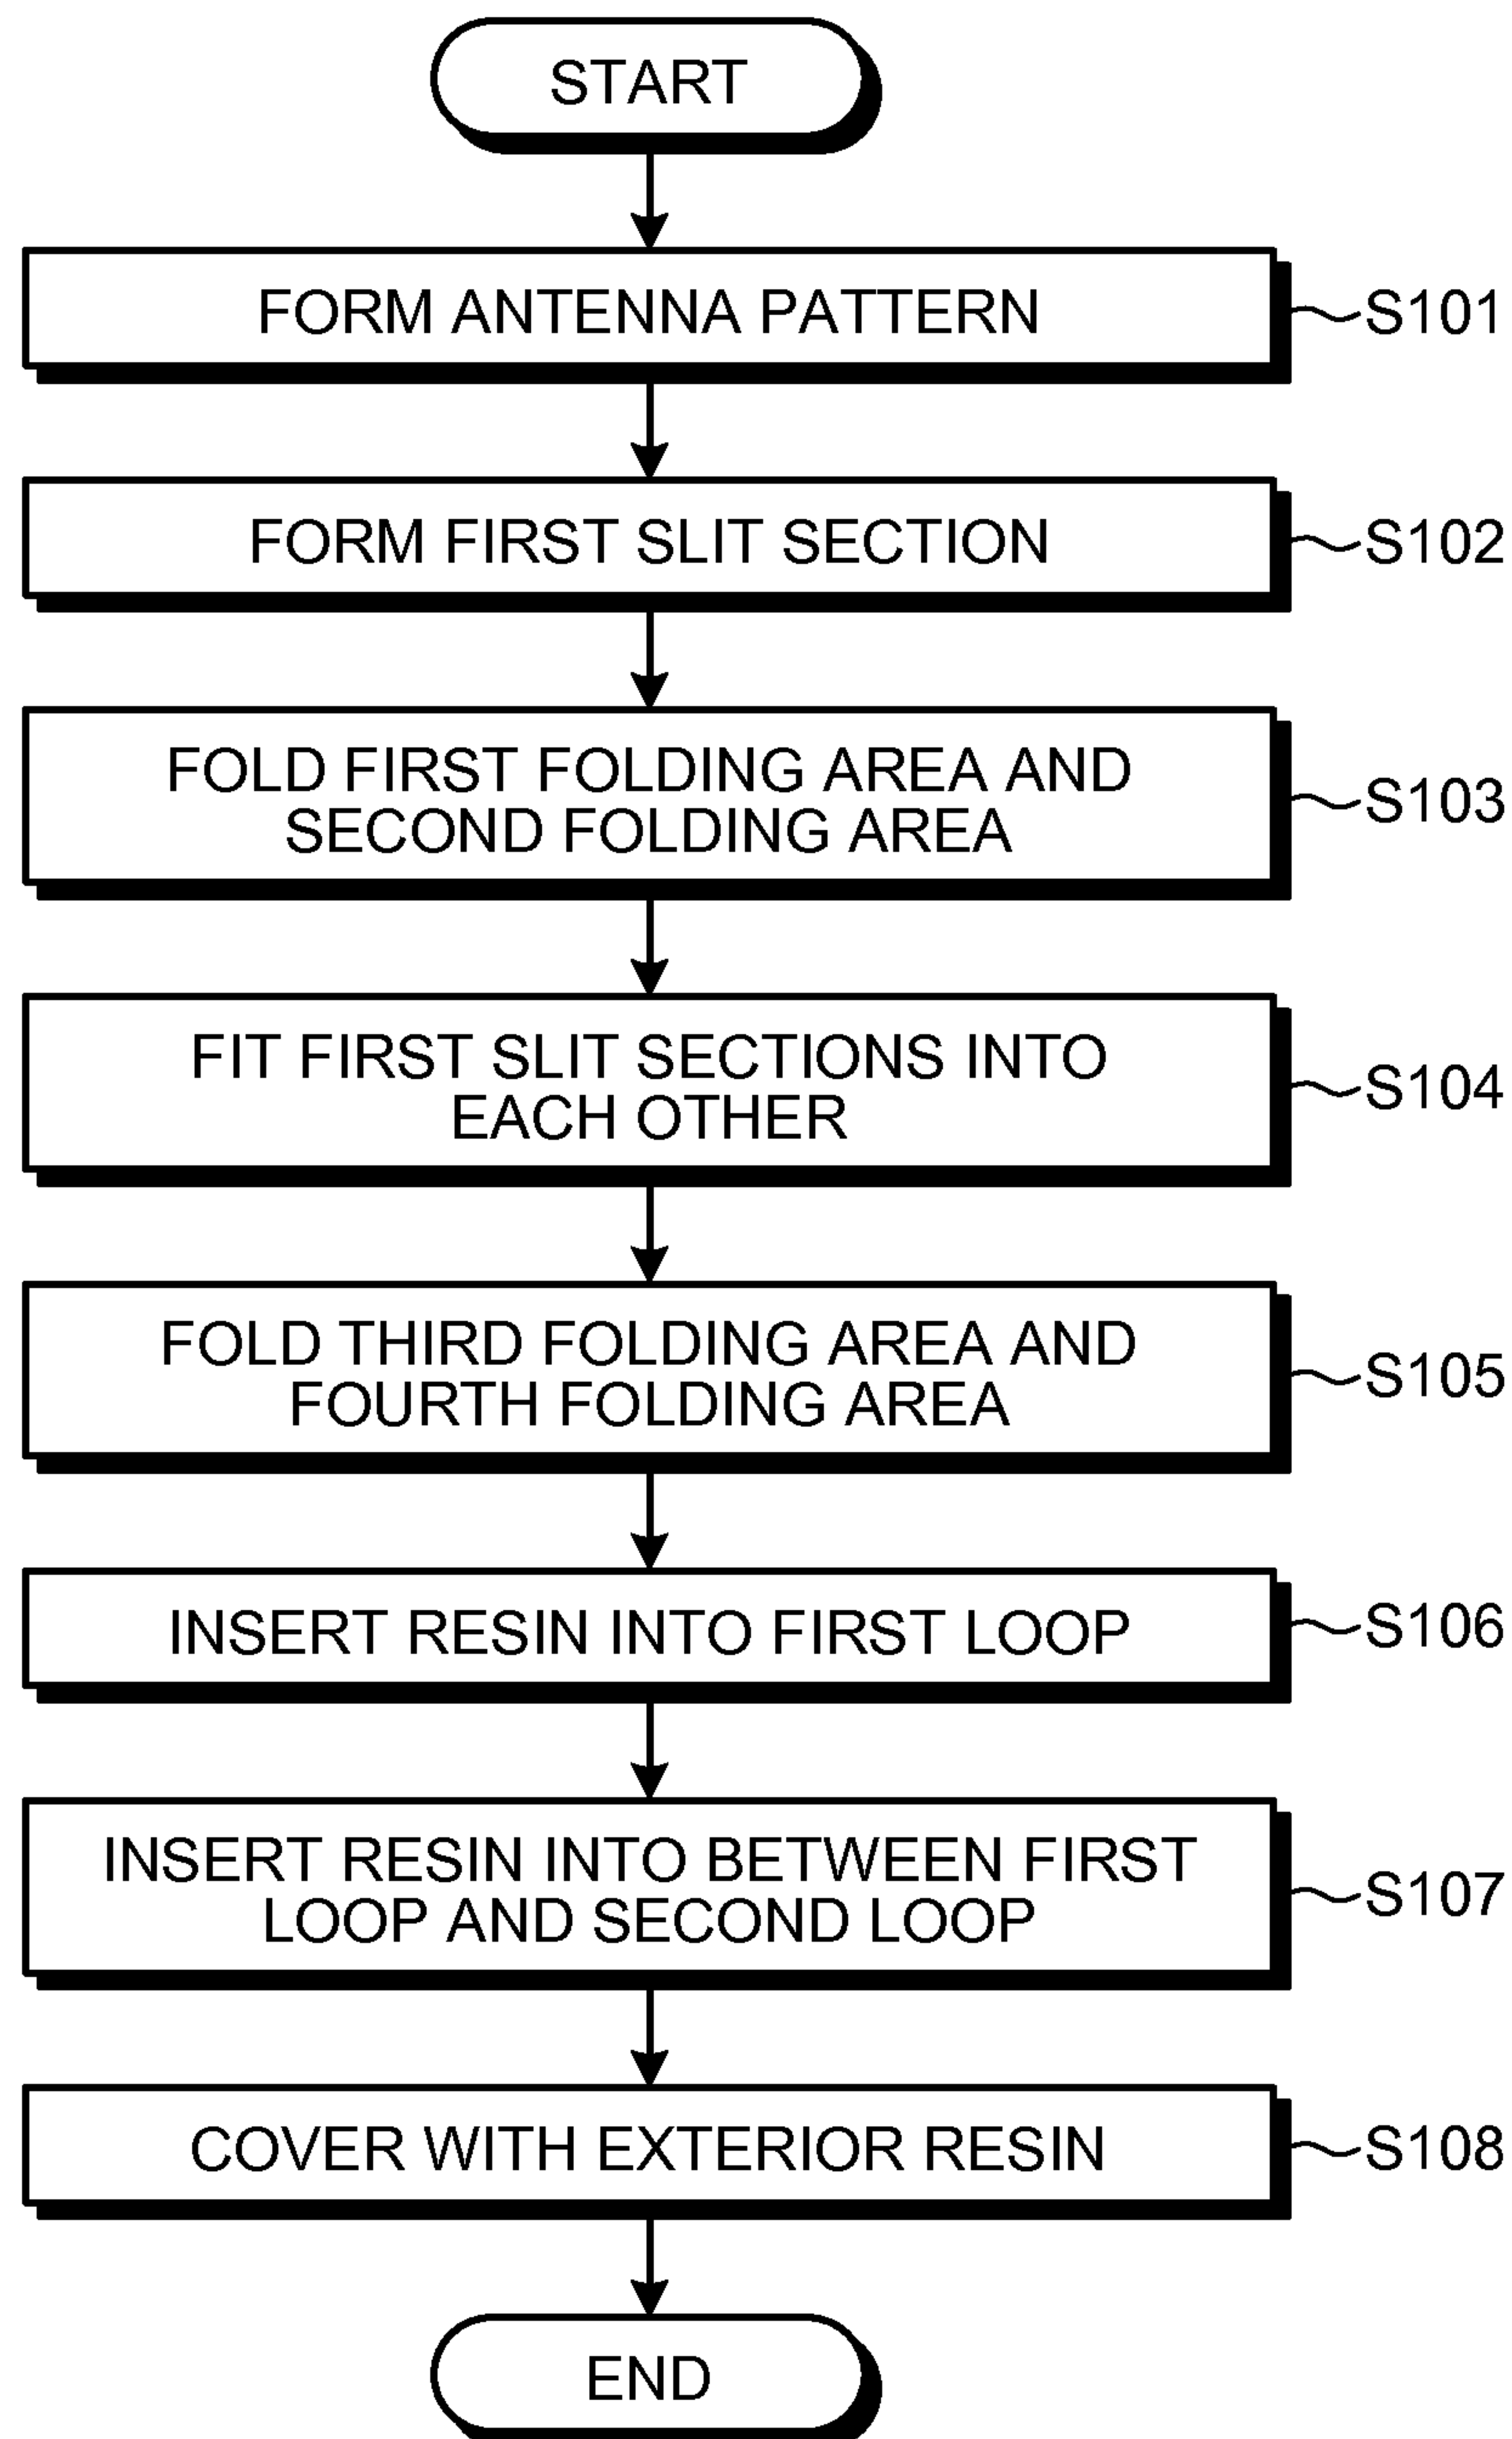 START
FORM ANTENNA PATTERN
S101
FORM FIRST SLIT SECTION
S102
FOLD FIRST FOLDING AREA AND
SECOND FOLDING AREA
S103
FIT FIRST SLIT SECTIONS INTO
EACH OTHER
S104
FOLD THIRD FOLDING AREA AND
FOURTH FOLDING AREA
S105
INSERT RESIN INTO FIRST LOOP
S106
INSERT RESIN INTO BETWEEN FIRST
LOOP AND SECOND LOOP
S107
COVER WITH EXTERIOR RESIN
S108
END